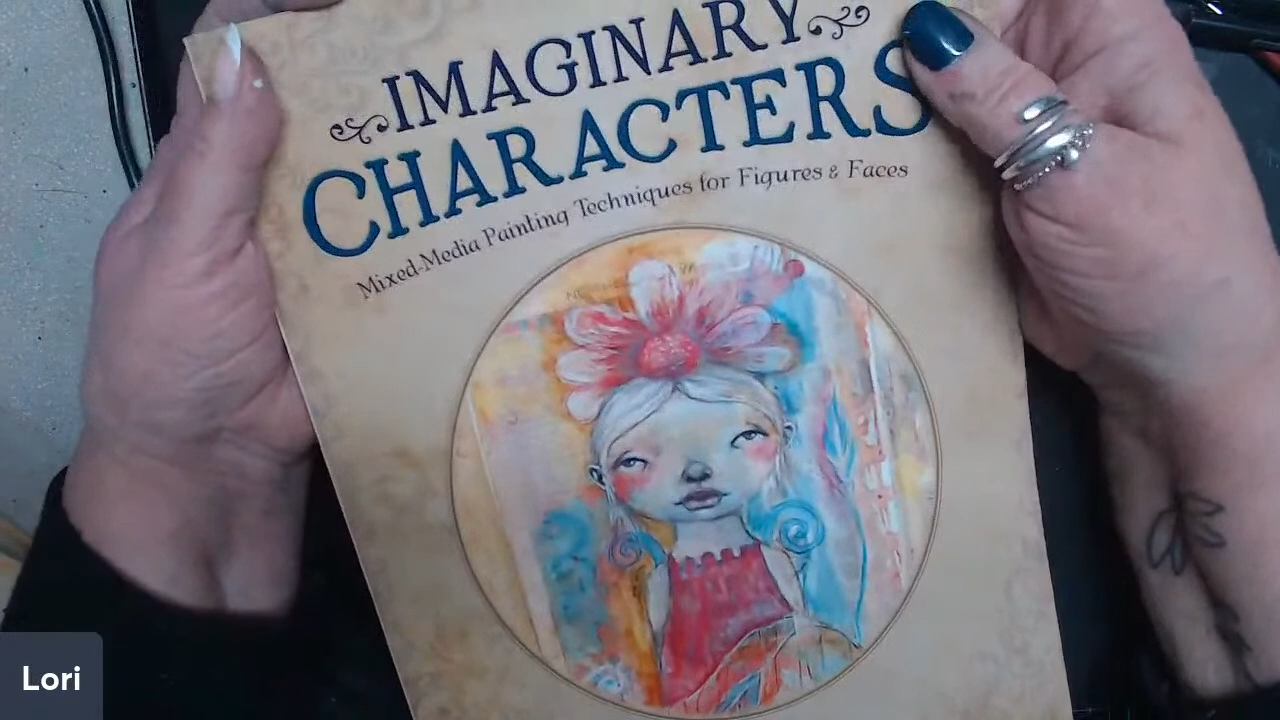 IMAGINARY
CHARACTERS
Mixed-Media Painting Techniques for Figures & Faces
Lori